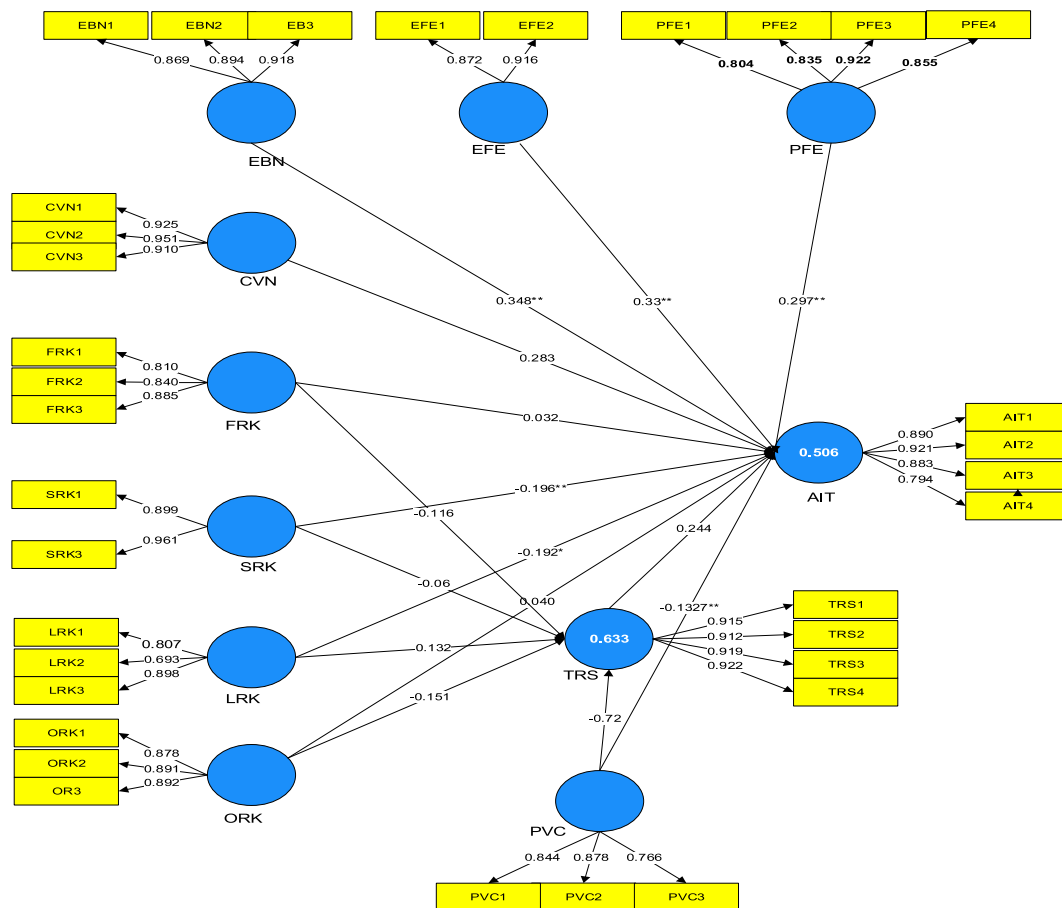 EBN1
EBN2
EB3
EFE1
EFE2
PFE1
PFE2
PFE3
PFE4
0.869
0.894
0.918
0.872
0.916
0.804
0.835
0.922
0.855
EBN
EFE
PFE
CVN1
CVN2
CVN3
0.925
0.951
0.910
CVN
0.348**
0.33**
0.297**
0.283
FRK1
FRK2
FRK3
0.810
0.840
0.885
FRK
0.032
0.506
AIT
0.890
0.921
0.883
0.794
AIT1
AIT2
AIT3
AIT4
SRK1
SRK3
0.899
0.961
SRK
-0.196**
-0.116
0.244
-0.192*
-0.06
0.040
-0.1327**
LRK1
LRK2
LRK3
0.807
0.693
0.898
LRK
0.132
-0.151
0.633
TRS
0.915
0.912
0.919
0.922
TRS1
TRS2
TRS3
TRS4
-0.72
ORK1
ORK2
OR3
0.878
0.891
0.892
ORK
PVC
0.844
0.878
0.766
PVC1
PVC2
PVC3